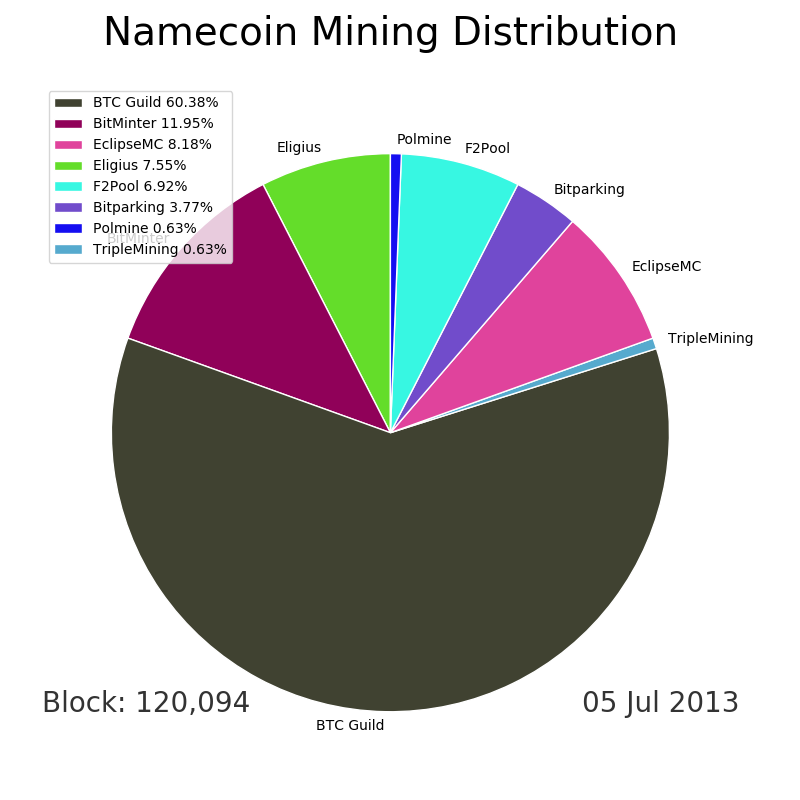 Namecoin Mining Distribution
BTC Guild 60.38%
BitMinter 11.95%
EclipseMC 8.18%
Eligius 7.55%
F2Pool 6.92%
Bitparking 3.77%
Polmine 0.63%
TripleMining 0.63%
Eligius
Polmine
F2Pool
Bitparking
BitMinter
EclipseMC
TripleMining
Block: 120,094
05 Jul 2013
BTC Guild